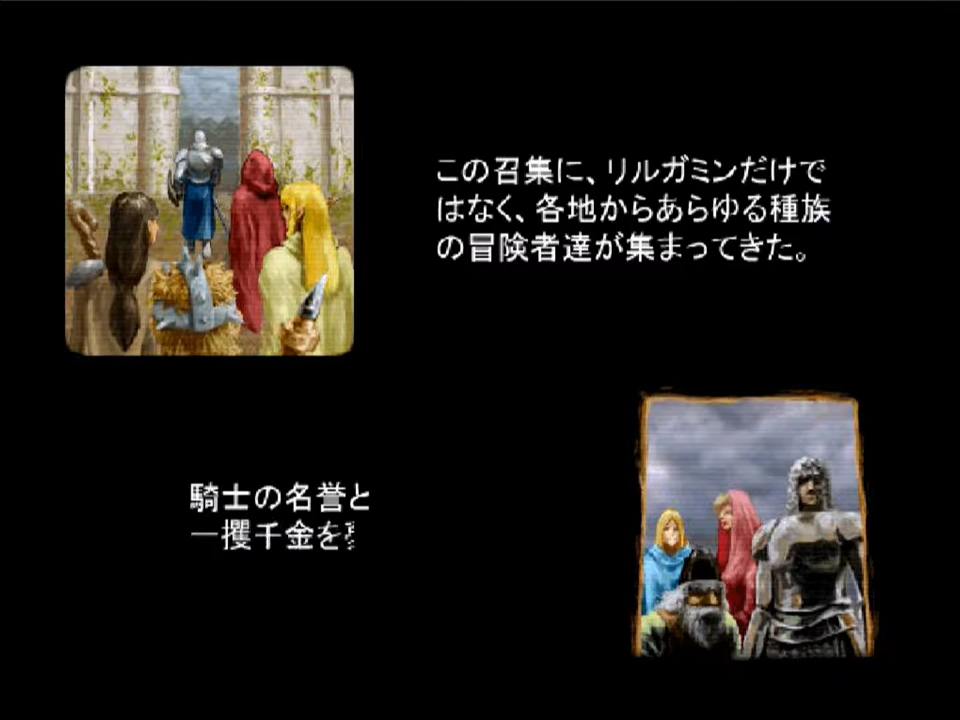 この召集に、リルガミンだけで
はなく、各地からあらゆる種族
の冒険者達が集まってきた。
騎士の名誉と
一攫千金を